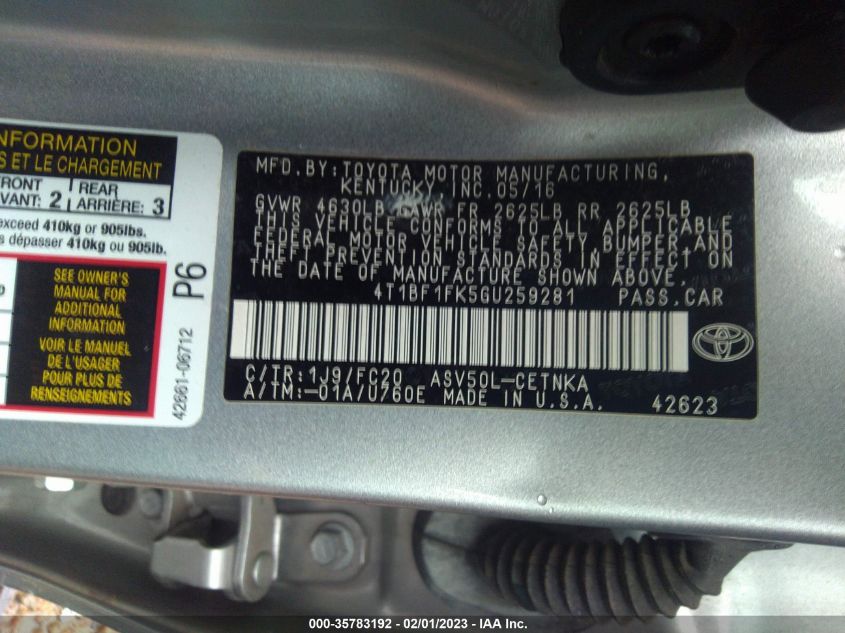 INFORMATION
S ET LE CHARGEMENT
FRONT
VANT: 2
REAR
ARRIÈRE: 3
exceed 410kg or 905lbs.
s dépasser 410kg ou 905lb.
SEE OWNER'S
MANUAL FOR
ADDITIONAL
INFORMATION
VOIR LE MANUEL
DE L'USAGER
POUR PLUS DE
RENSEIGNEMENTS
P6
42661-06712
MFD.BY:TOYOTA MOTOR MANUFACTURING,
KENTUCKY, INC.05/16
GVWR 4630LB GAWR FR 2625LB RR 2625LB
THIS VEHICLE CONFORMS TO ALL APPLICABLE
FEDERAL MOTOR VEHICLE SAFETY,BUMPER,AND
THEFT PREVENTION STANDARDS IN EFFECT ON
THE DATE OF MANUFACTURE SHOWN ABOVE.
4T1BF1FK5GU259281 PASS.CAR
C/TR:1J9/FC20 ASV50L-CETNKA
A/TM:-01A/U760E MADE IN U.S.A. 42623
000-35783192 - 02/01/2023 - IAA Inc.